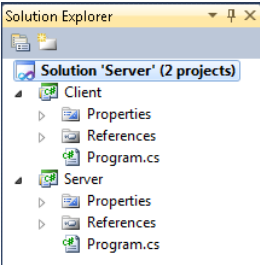 Solution Explorer
Solution 'Server' (2 projects)
Client
Properties
References
Program.cs
Server
Properties
References
Program.cs